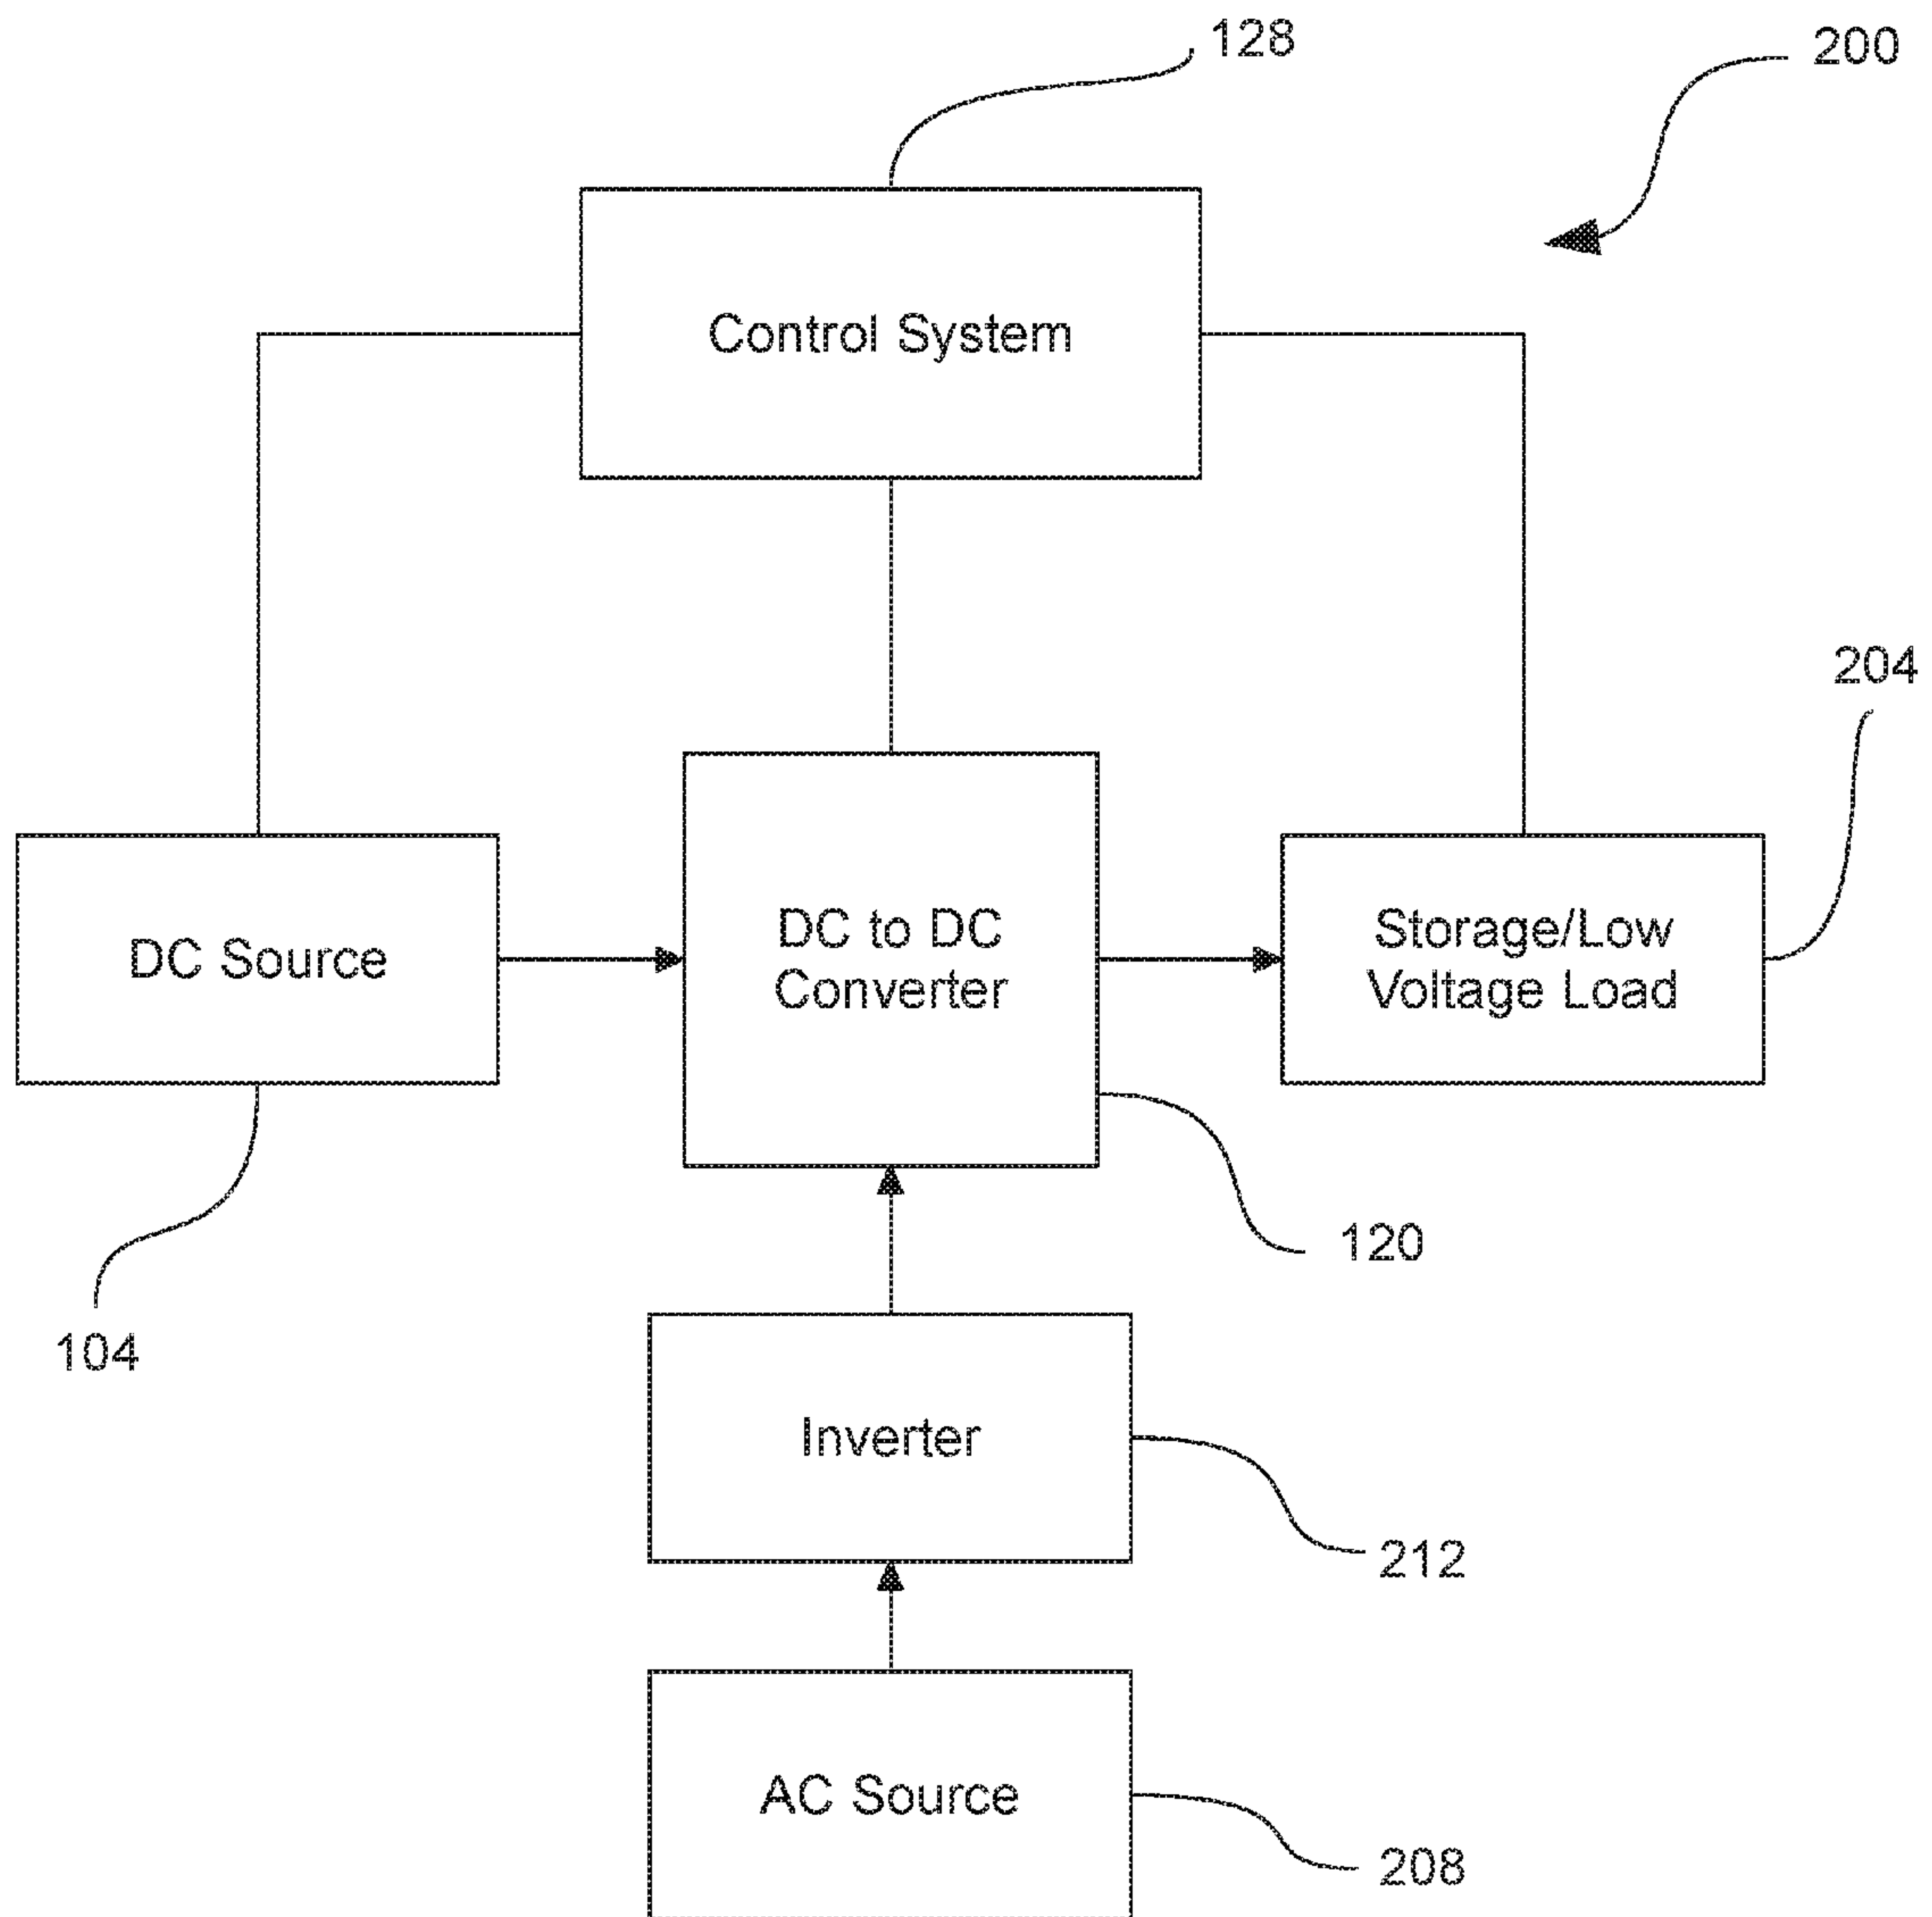 128
200
Control System
204
DC Source
DC to DC
Converter
Storage/Low
Voltage Load
120
104
Inverter
212
AC Source
208